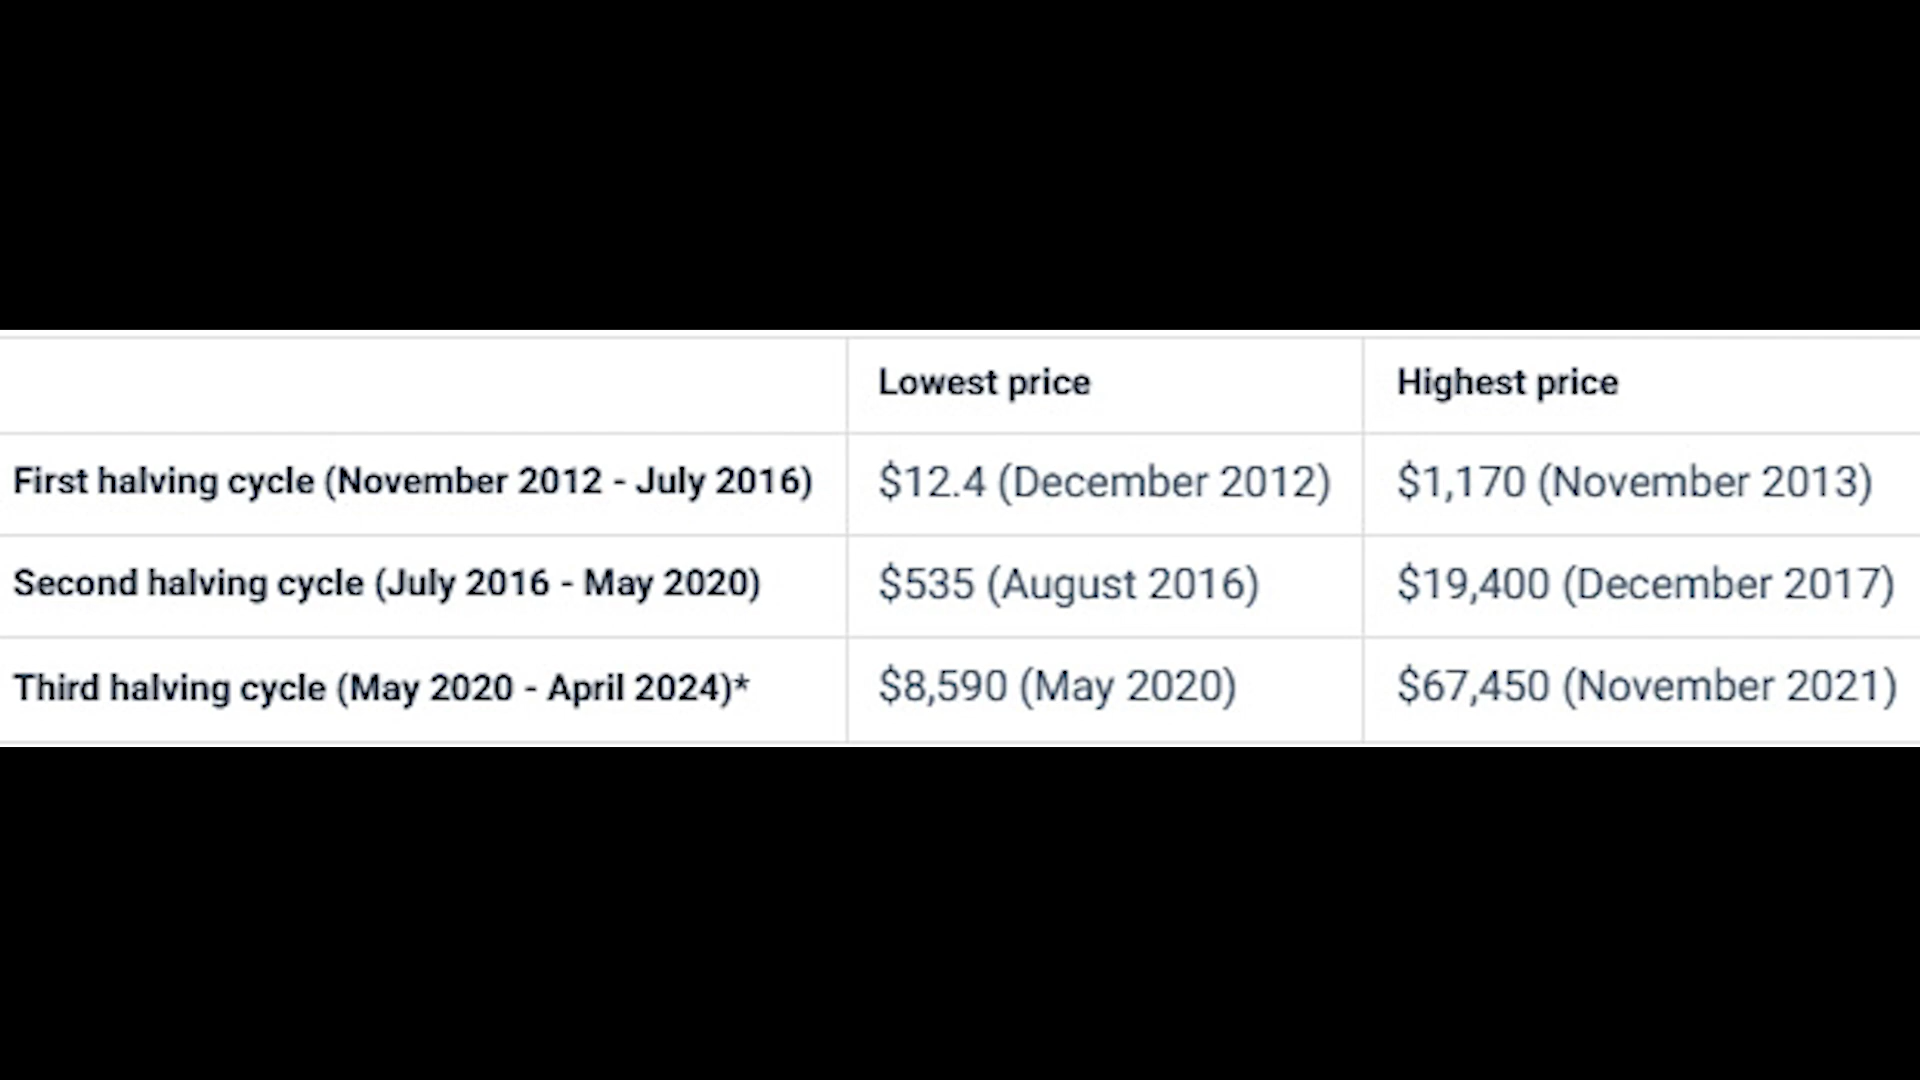 Lowest price Highest price
First halving cycle (November 2012 - July 2016) $12.4 (December 2012) $1,170 (November 2013)
Second halving cycle (July 2016 - May 2020) $535 (August 2016) $19,400 (December 2017)
Third halving cycle (May 2020 - April 2024)* $8,590 (May 2020) $67,450 (November 2021)